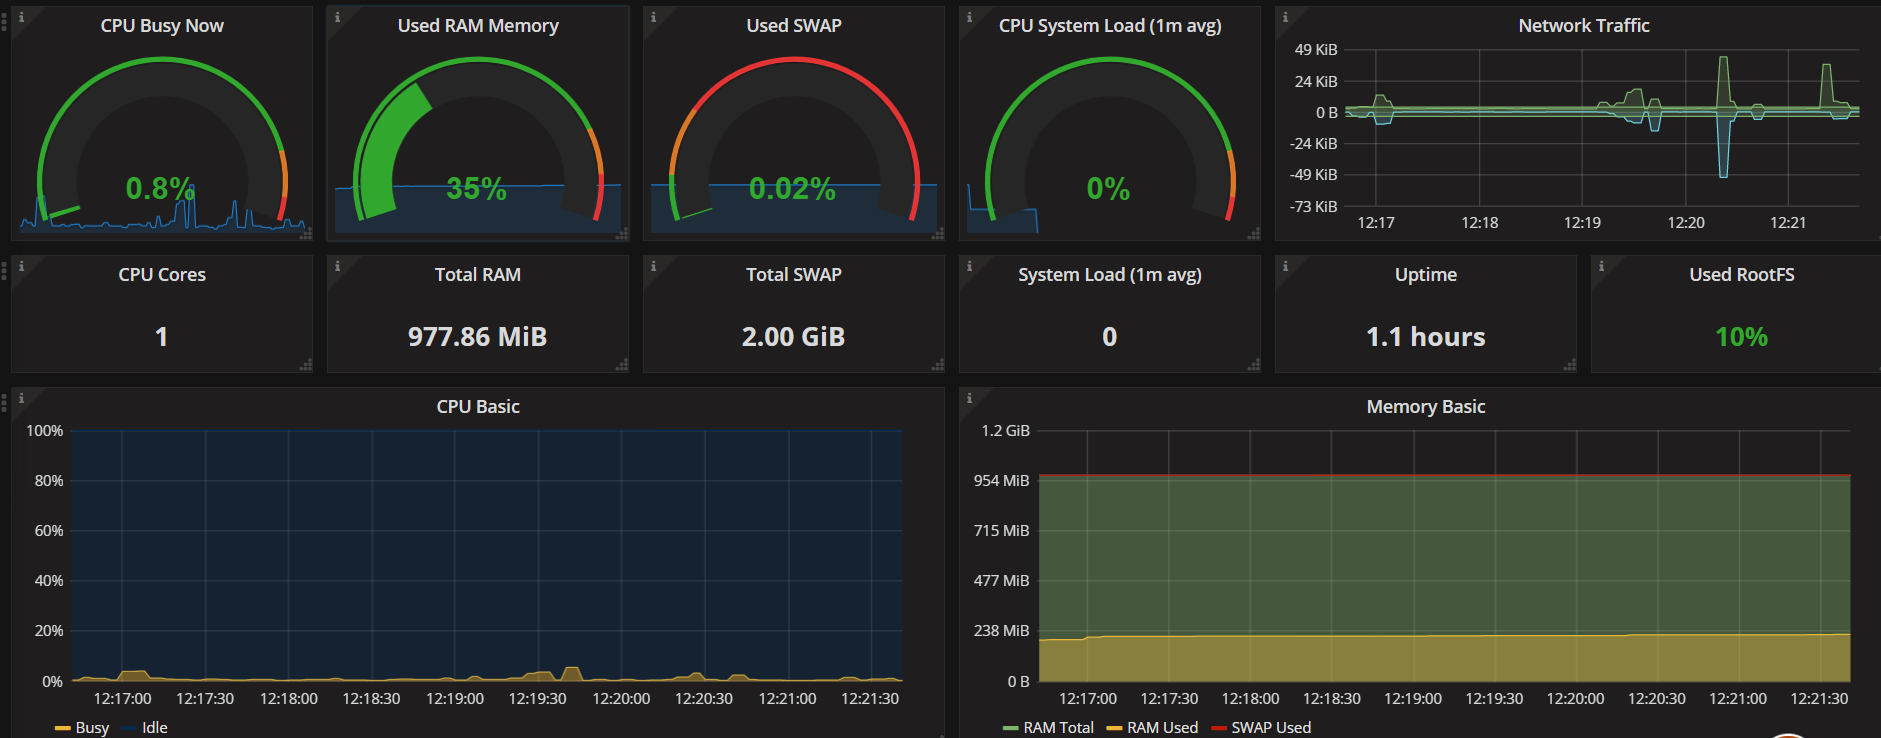 CPU Busy Now
0.8%
Used RAM Memory
35%
Used SWAP
0.02%
CPU System Load (1m avg)
0%
Network Traffic
49 KiB
24 KiB
0 B
-24 KiB
-49 KiB
-73 KiB
12:17 12:18 12:19 12:20 12:21
CPU Cores
1
Total RAM
977.86 MiB
Total SWAP
2.00 GiB
System Load (1m avg)
0
Uptime
1.1 hours
Used RootFS
10%
CPU Basic
100%
80%
60%
40%
20%
0%
12:17:00 12:17:30 12:18:00 12:18:30 12:19:00 12:19:30 12:20:00 12:20:30 12:21:00 12:21:30
Busy Idle
Memory Basic
1.2 GiB
954 MiB
715 MiB
477 MiB
238 MiB
0 B
12:17:00 12:17:30 12:18:00 12:18:30 12:19:00 12:19:30 12:20:00 12:20:30 12:21:00 12:21:30
RAM Total RAM Used SWAP Used